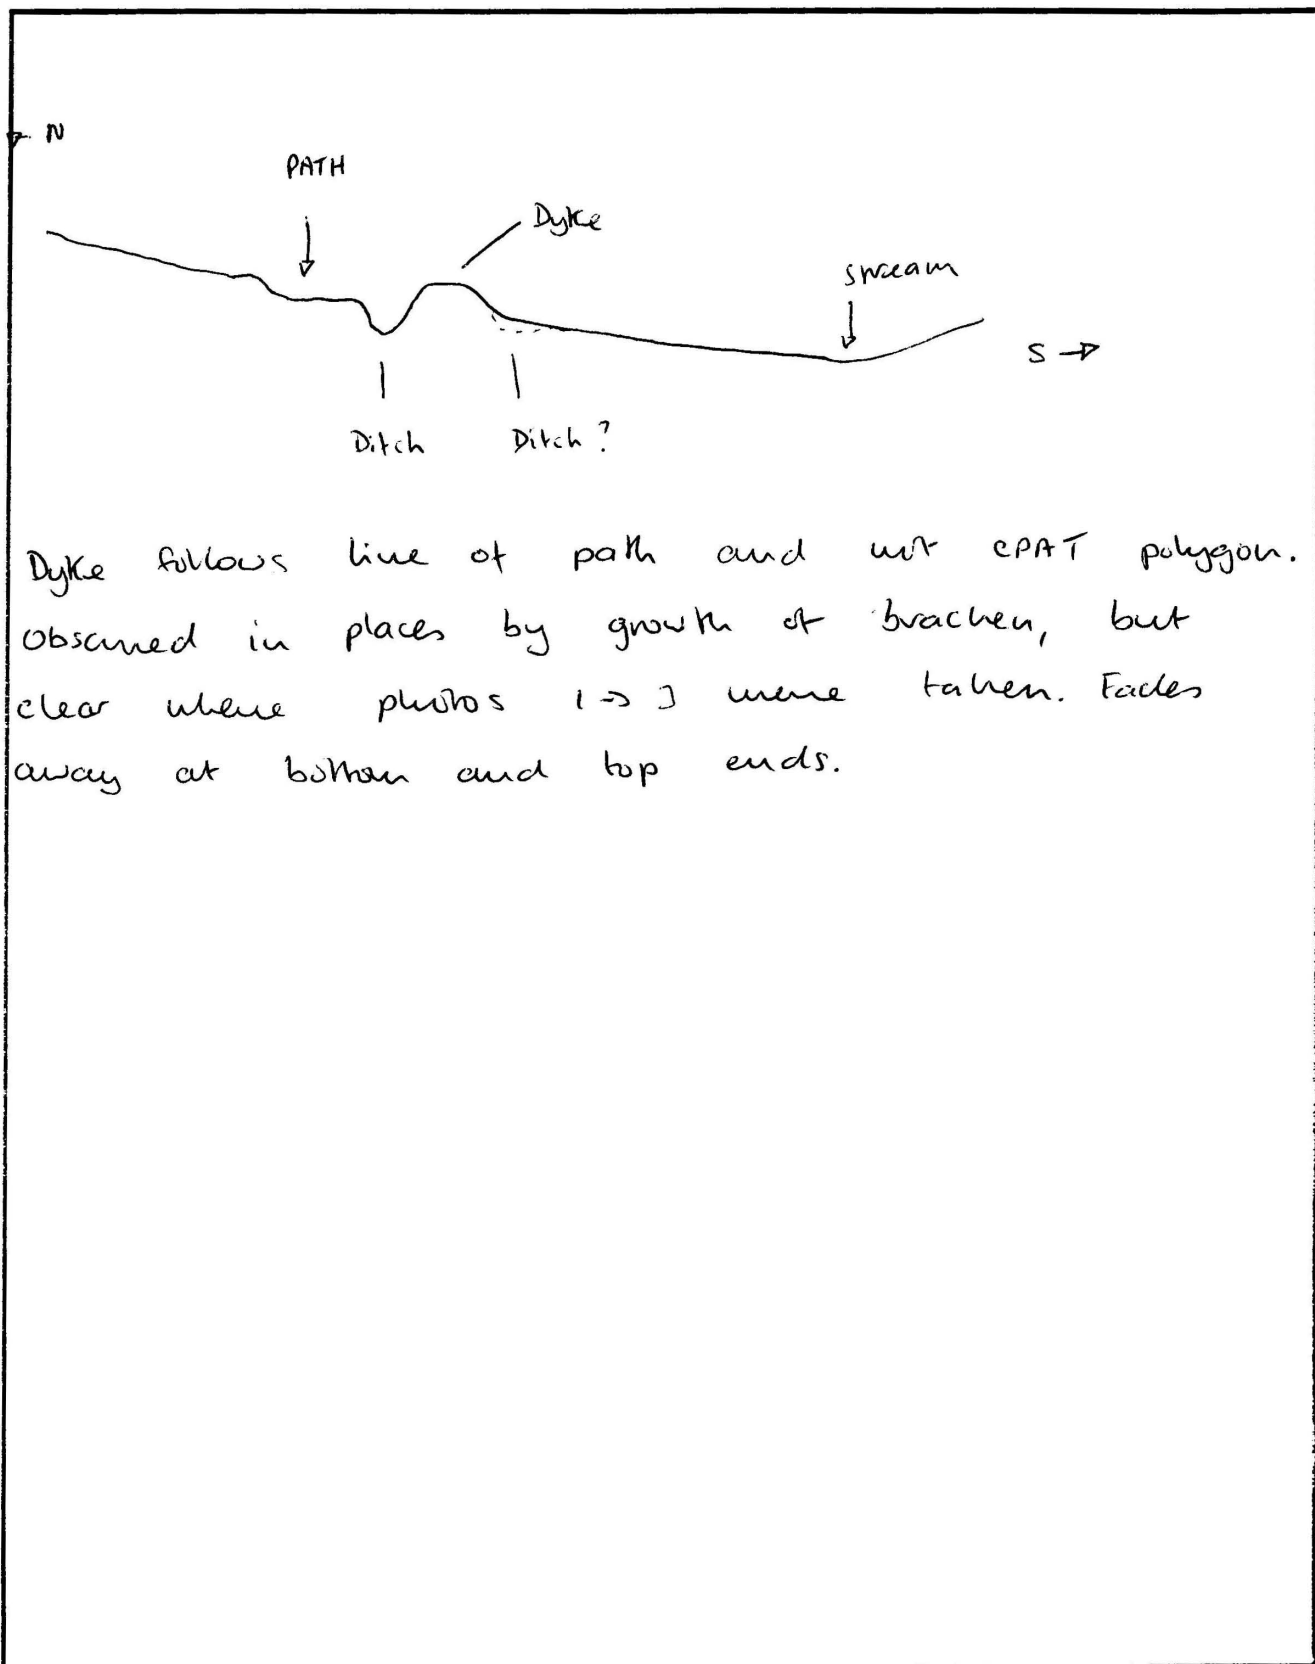 N
PATH
Dyke
stream
S →
Ditch
Ditch ?
Dyke follows line of path and not CPAT polygon.
Obscured in places by growth of bracken, but
clear where photos 1 → 3 were taken. Fades
away at bottom and top ends.